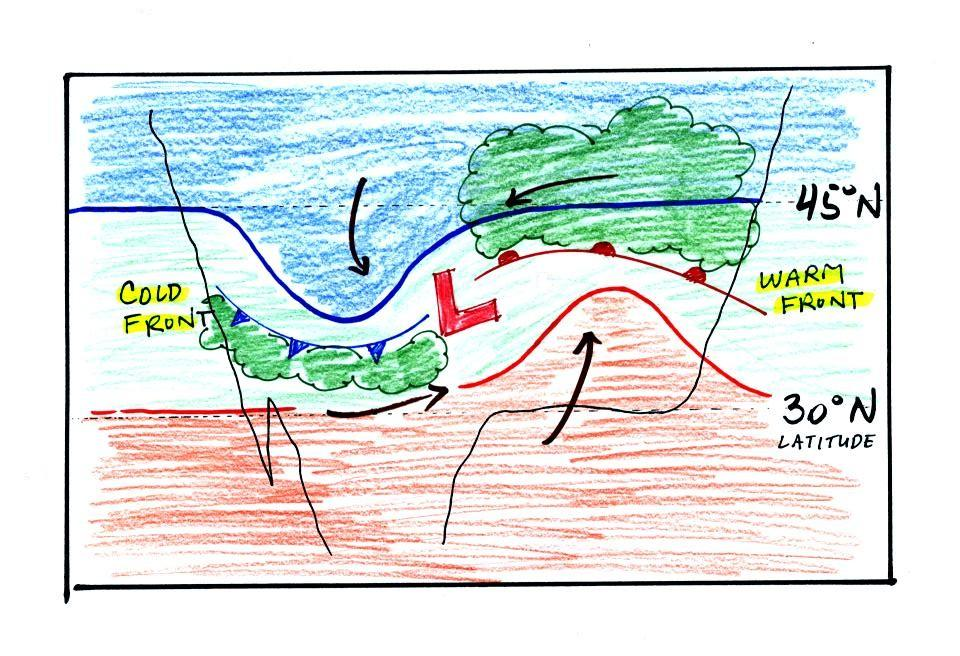 45°N
COLD
FRONT
L
WARM
FRONT
30°N
LATITUDE